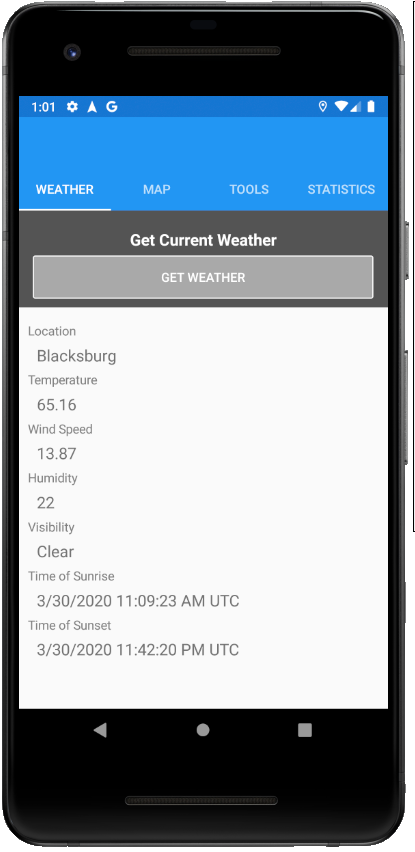 1:01
WEATHER MAP TOOLS STATISTICS
Get Current Weather
GET WEATHER
Location
Blacksburg
Temperature
65.16
Wind Speed
13.87
Humidity
22
Visibility
Clear
Time of Sunrise
3/30/2020 11:09:23 AM UTC
Time of Sunset
3/30/2020 11:42:20 PM UTC